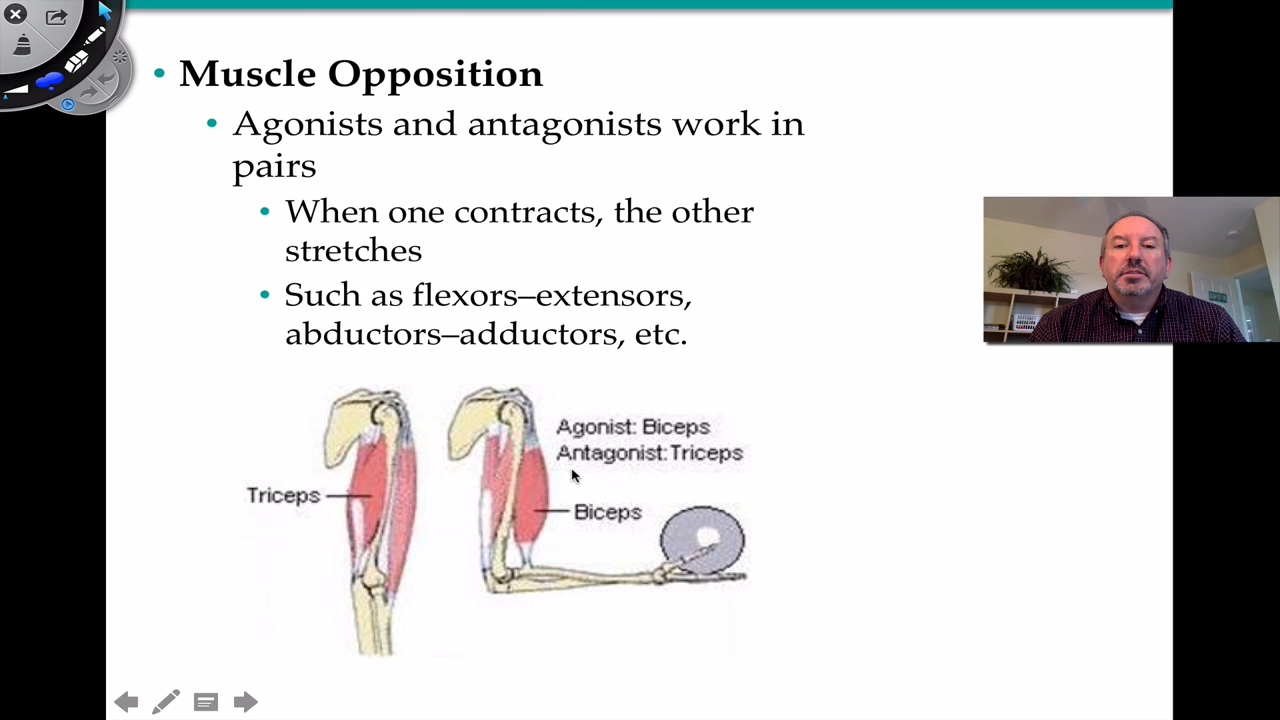 Muscle Opposition
Agonists and antagonists work in
pairs
When one contracts, the other
stretches
Such as flexors–extensors,
abductors–adductors, etc.
Agonist: Biceps
Antagonist: Triceps
Triceps
Biceps